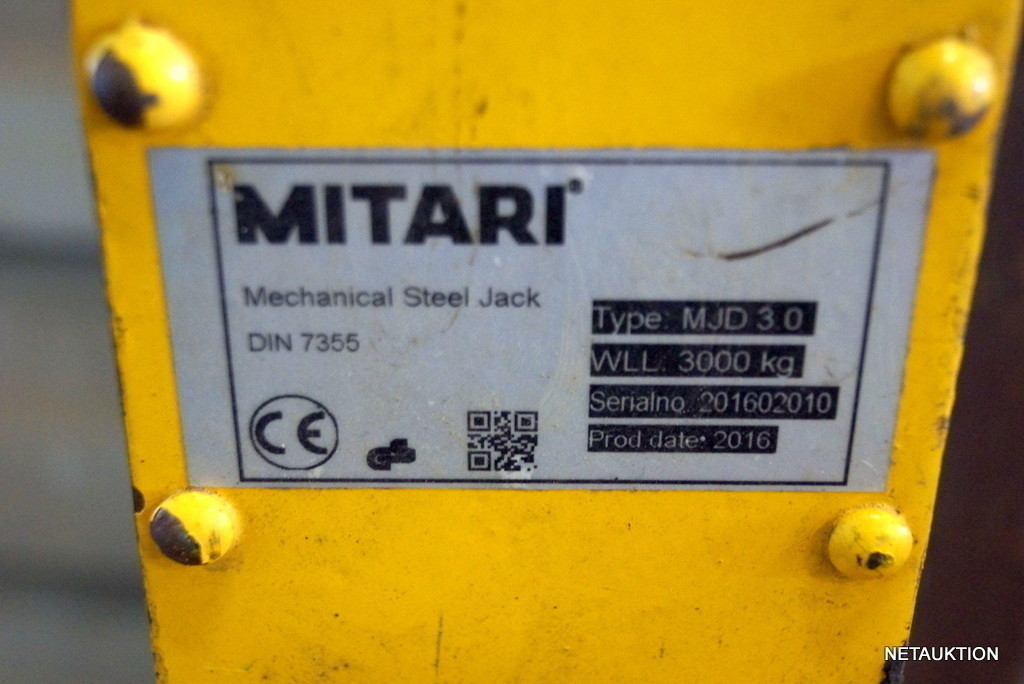 MITARI®
Mechanical Steel Jack
DIN 7355
Type: MJD 3.0
WLL: 3000 kg
Serialno. 201602010
Prod.date: 2016
CE
NETAUKTION